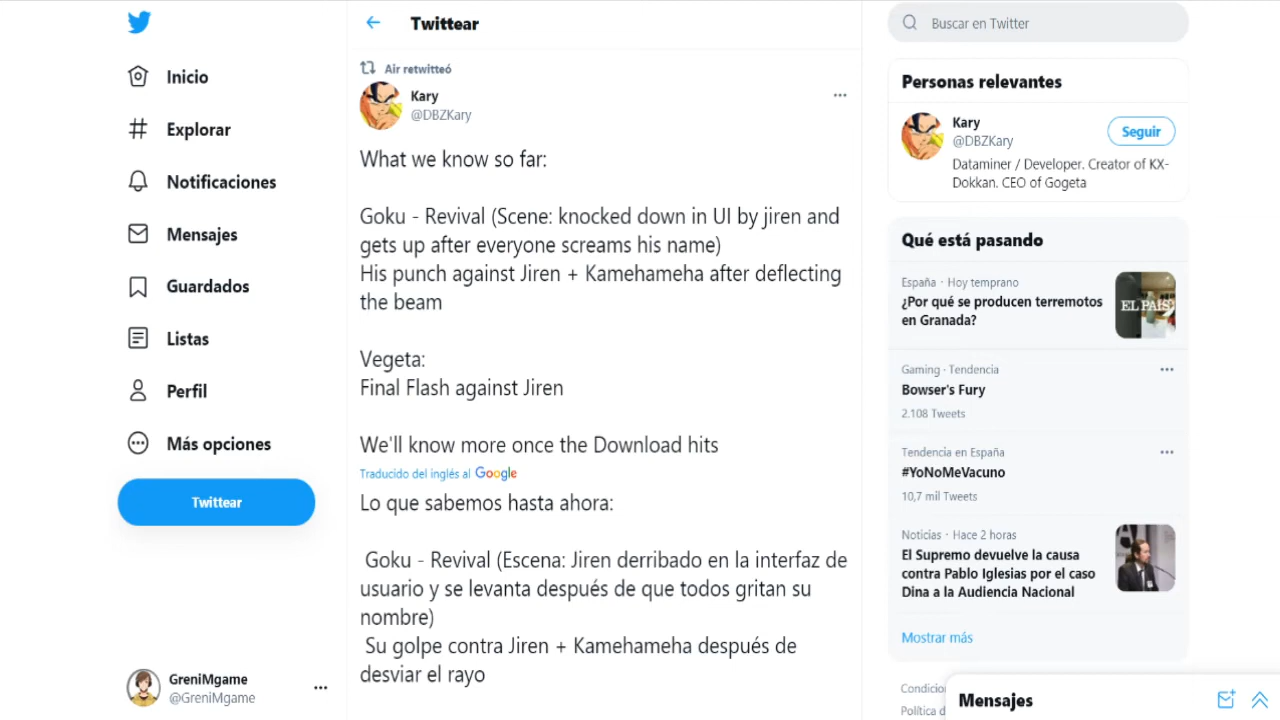 Inicio
Explorar
Notificaciones
Mensajes
Guardados
Listas
Perfil
Más opciones
Twittear
GreniMgame
@GreniMgame
Twittear
Air retwitteó
Kary
@DBZKary
What we know so far:
Goku - Revival (Scene: knocked down in UI by jiren and
gets up after everyone screams his name)
His punch against Jiren + Kamehameha after deflecting
the beam
Vegeta:
Final Flash against Jiren
We'll know more once the Download hits
Traducido del inglés al Google
Lo que sabemos hasta ahora:
Goku - Revival (Escena: Jiren derribado en la interfaz de
usuario y se levanta después de que todos gritan su
nombre)
Su golpe contra Jiren + Kamehameha después de
desviar el rayo
Buscar en Twitter
Personas relevantes
Kary
@DBZKary
Seguir
Dataminer / Developer. Creator of KX-
Dokkan. CEO of Gogeta
Qué está pasando
España · Hoy temprano
¿Por qué se producen terremotos
en Granada?
EL PAÍS
Gaming · Tendencia
Bowser's Fury
2.108 Tweets
Tendencia en España
#YoNoMeVacuno
10,7 mil Tweets
Noticias · Hace 2 horas
El Supremo devuelve la causa
contra Pablo Iglesias por el caso
Dina a la Audiencia Nacional
Mostrar más
Condicio
Política d
Mensajes